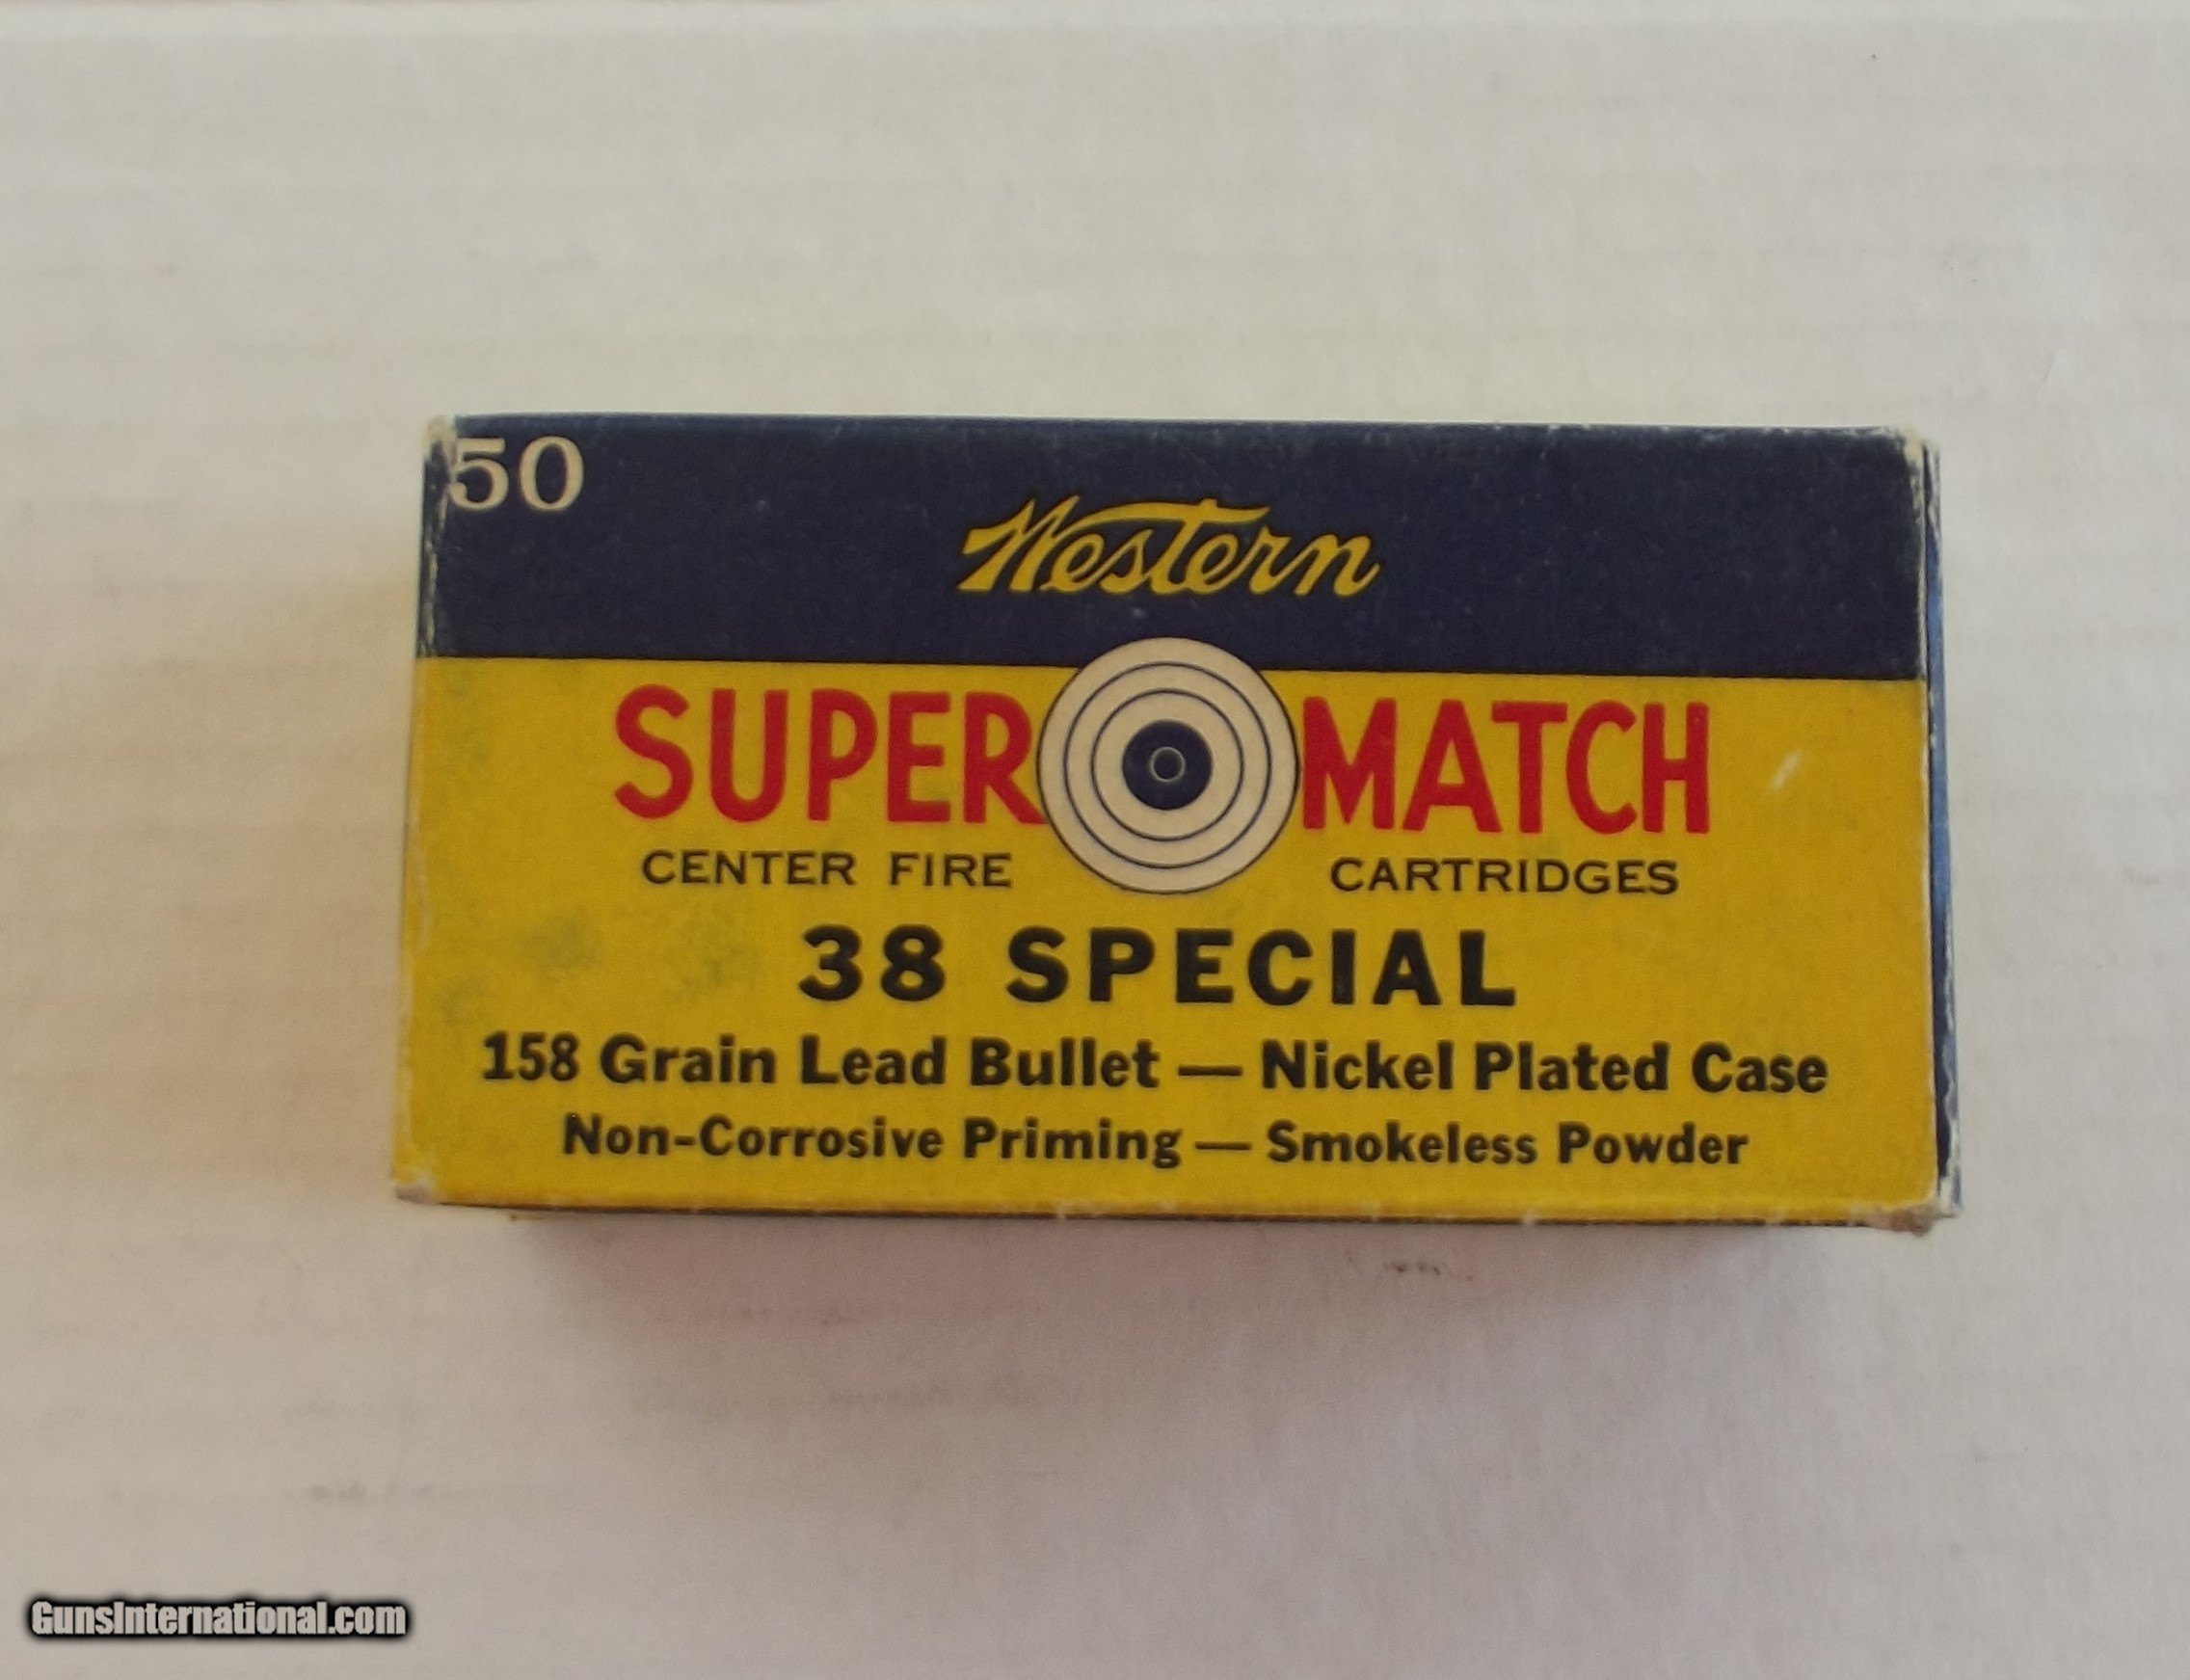 50
Western
SUPER MATCH
CENTER FIRE CARTRIDGES
38 SPECIAL
158 Grain Lead Bullet — Nickel Plated Case
Non-Corrosive Priming — Smokeless Powder
GunsInternational.com